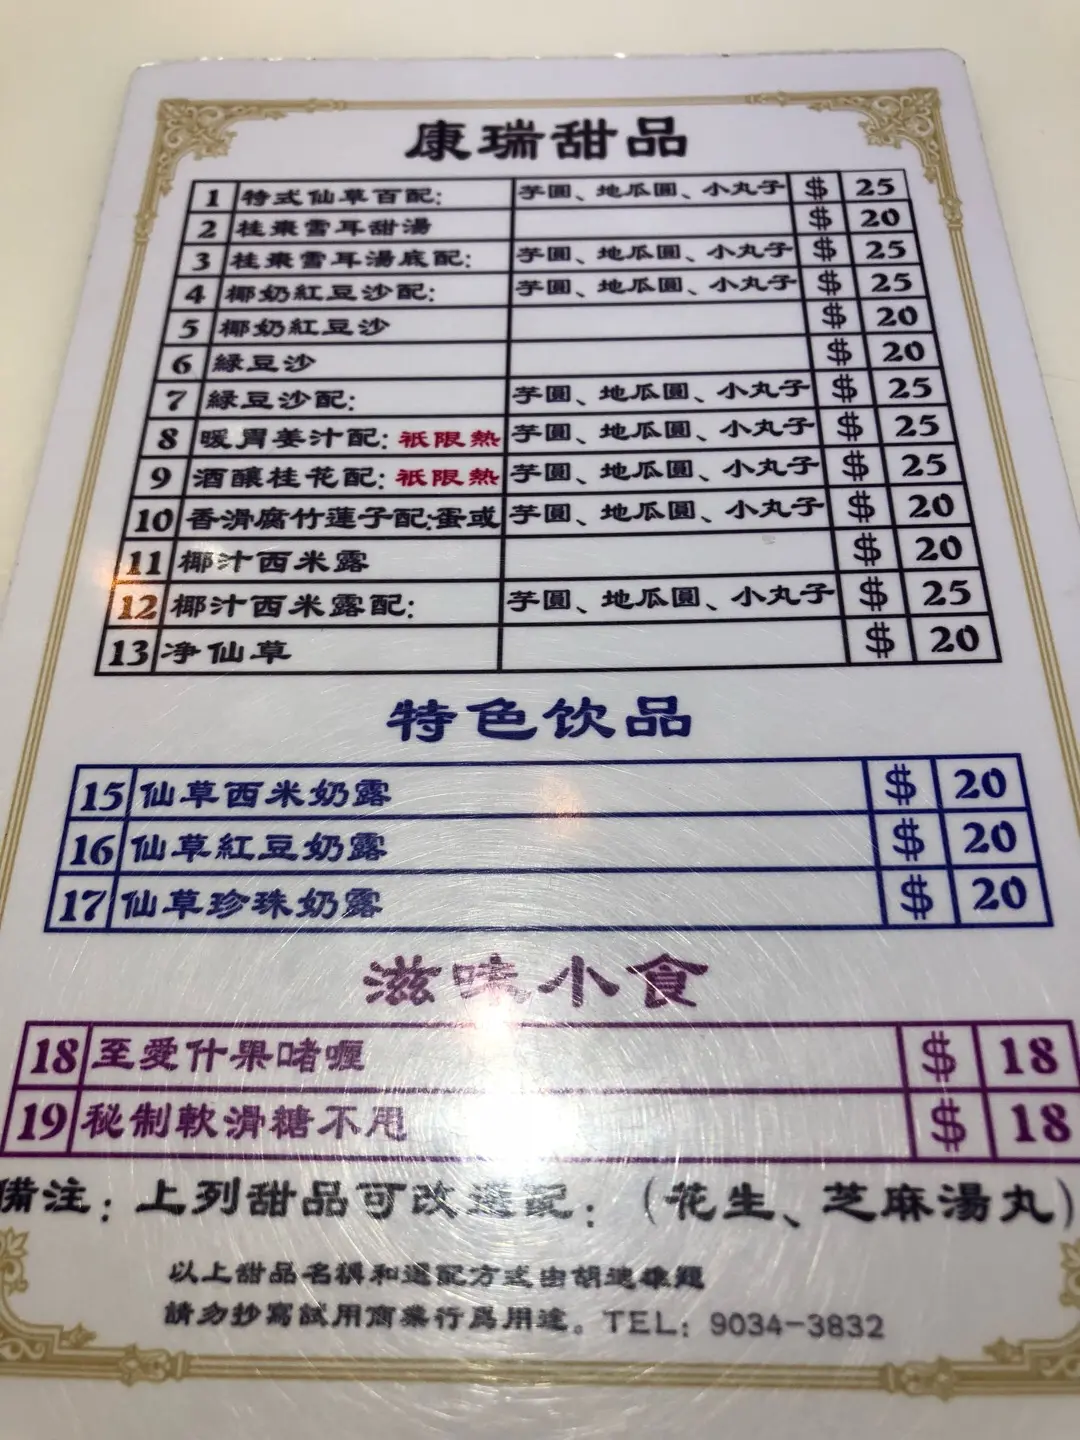 康瑞甜品
1 特式仙草百配: 芋圓、地瓜圓、小丸子 $ 25
2 桂棗雪耳甜湯 $ 20
3 桂棗雪耳湯底配: 芋圓、地瓜圓、小丸子 $ 25
4 椰奶紅豆沙配: 芋圓、地瓜圓、小丸子 $ 25
5 椰奶紅豆沙 $ 20
6 綠豆沙 $ 20
7 綠豆沙配: 芋圓、地瓜圓、小丸子 $ 25
8 暖胃姜汁配: 祗限熱 芋圓、地瓜圓、小丸子 $ 25
9 酒釀桂花配: 祗限熱 芋圓、地瓜圓、小丸子 $ 25
10 香滑腐竹蓮子配:蛋或 芋圓、地瓜圓、小丸子 $ 20
11 椰汁西米露 $ 20
12 椰汁西米露配: 芋圓、地瓜圓、小丸子 $ 25
13 净仙草 $ 20
特色饮品
15 仙草西米奶露 $ 20
16 仙草紅豆奶露 $ 20
17 仙草珍珠奶露 $ 20
滋味小食
18 至愛什果啫喱 $ 18
19 秘制軟滑糖不甩 $ 18
備注: 上列甜品可改選配: (花生、芝麻湯丸)
以上甜品名稱和選配方式由胡
請勿抄寫試用商業行爲用途。TEL: 9034-3832